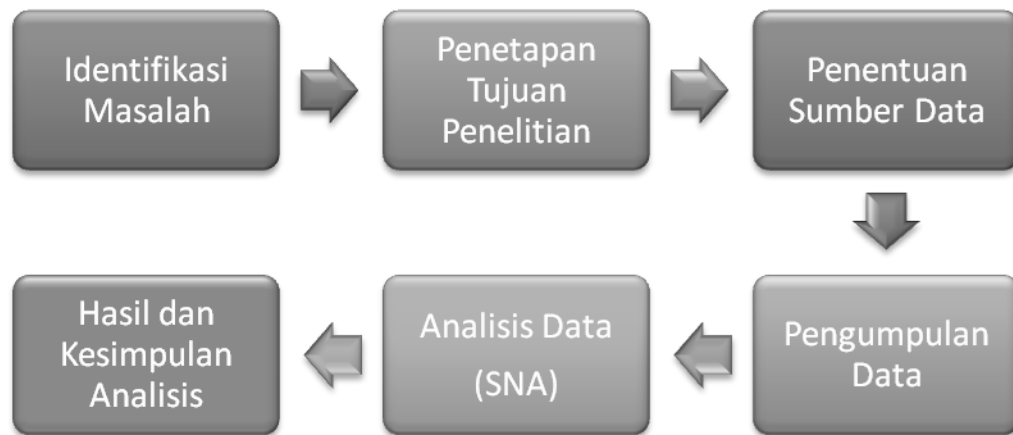 Identifikasi
Masalah
Penetapan
Tujuan
Penelitian
Penentuan
Sumber Data
Pengumpulan
Data
Analisis Data
(SNA)
Hasil dan
Kesimpulan
Analisis